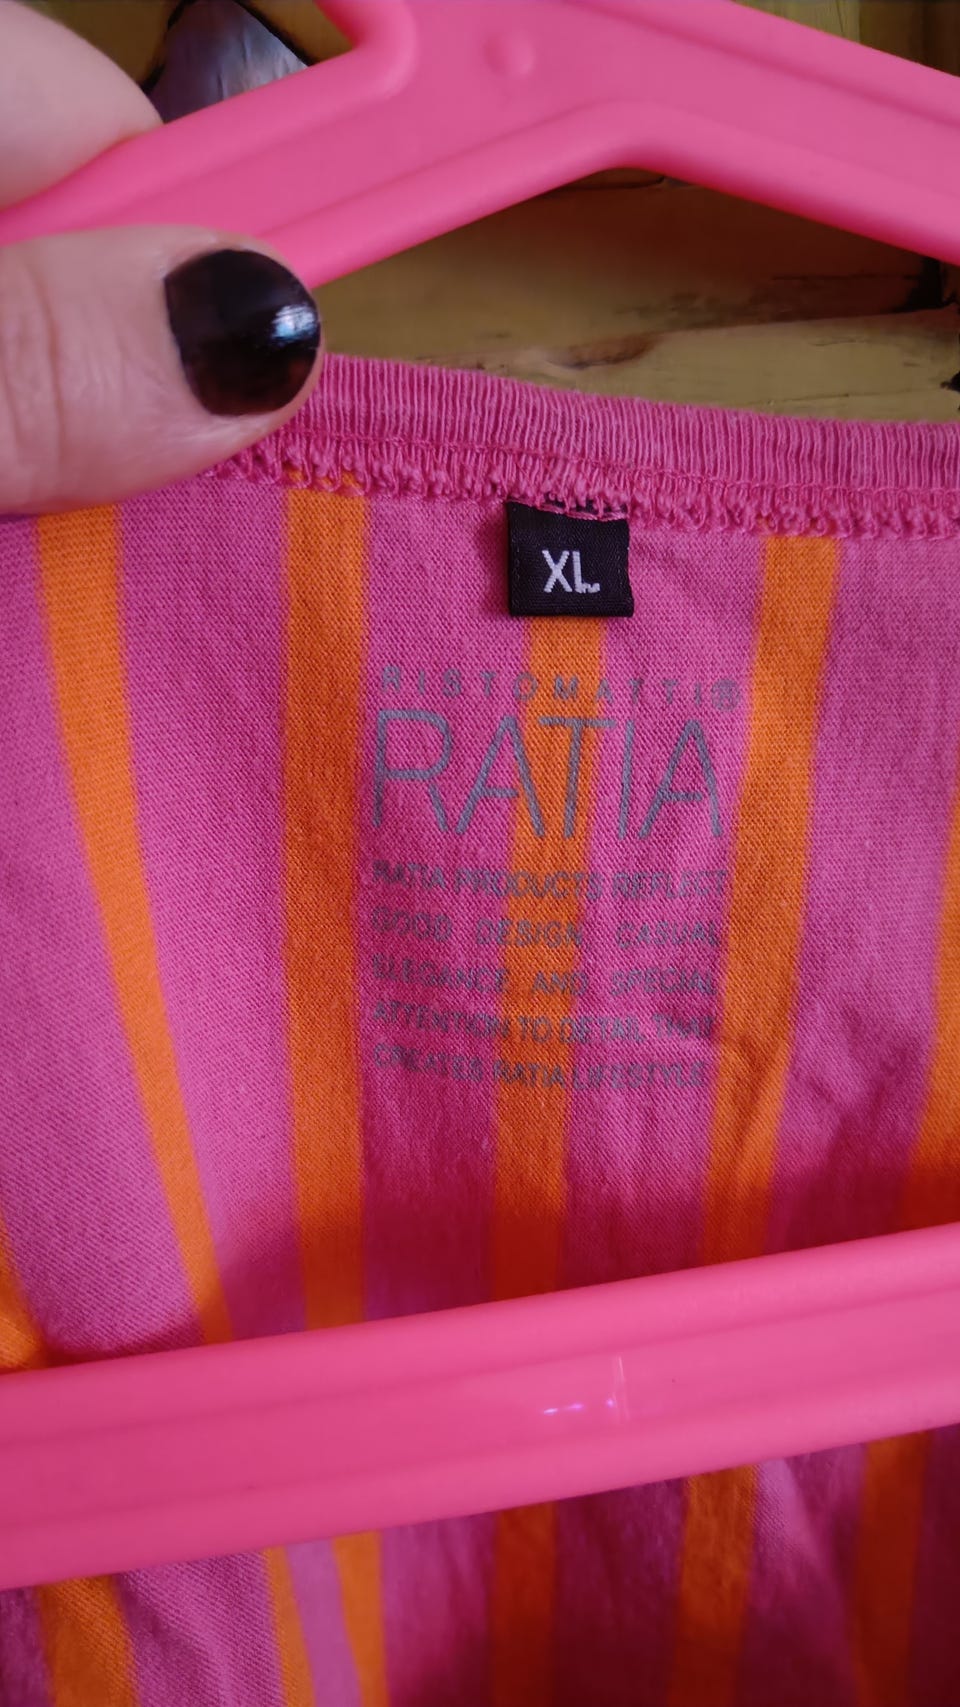 XL
RISTOMATTI®
RATIA
RATIA PRODUCTS REFLECT
GOOD DESIGN CASUAL
ELEGANCE AND SPECIAL
ATTENTION TO DETAIL THAT
CREATES RATIA LIFESTYLE